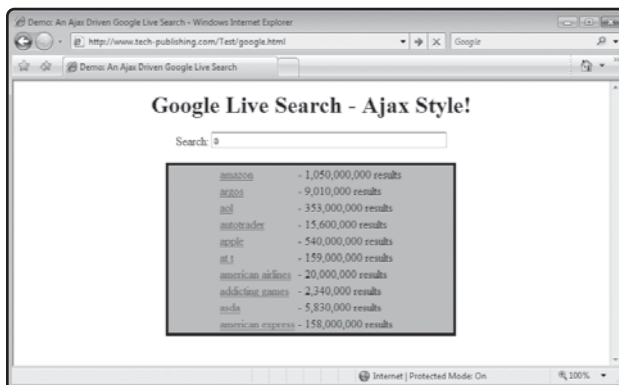 Demo: An Ajax Driven Google Live Search - Windows Internet Explorer
http://www.tech-publishing.com/Test/google.html
Google
Demo: An Ajax Driven Google Live Search
Google Live Search - Ajax Style!
Search: a
amazon - 1,050,000,000 results
argos - 9,010,000 results
aol - 353,000,000 results
autotrader - 15,600,000 results
apple - 540,000,000 results
at t - 159,000,000 results
american airlines - 20,000,000 results
addicting games - 2,340,000 results
asda - 5,830,000 results
american express - 158,000,000 results
Internet | Protected Mode: On
100%